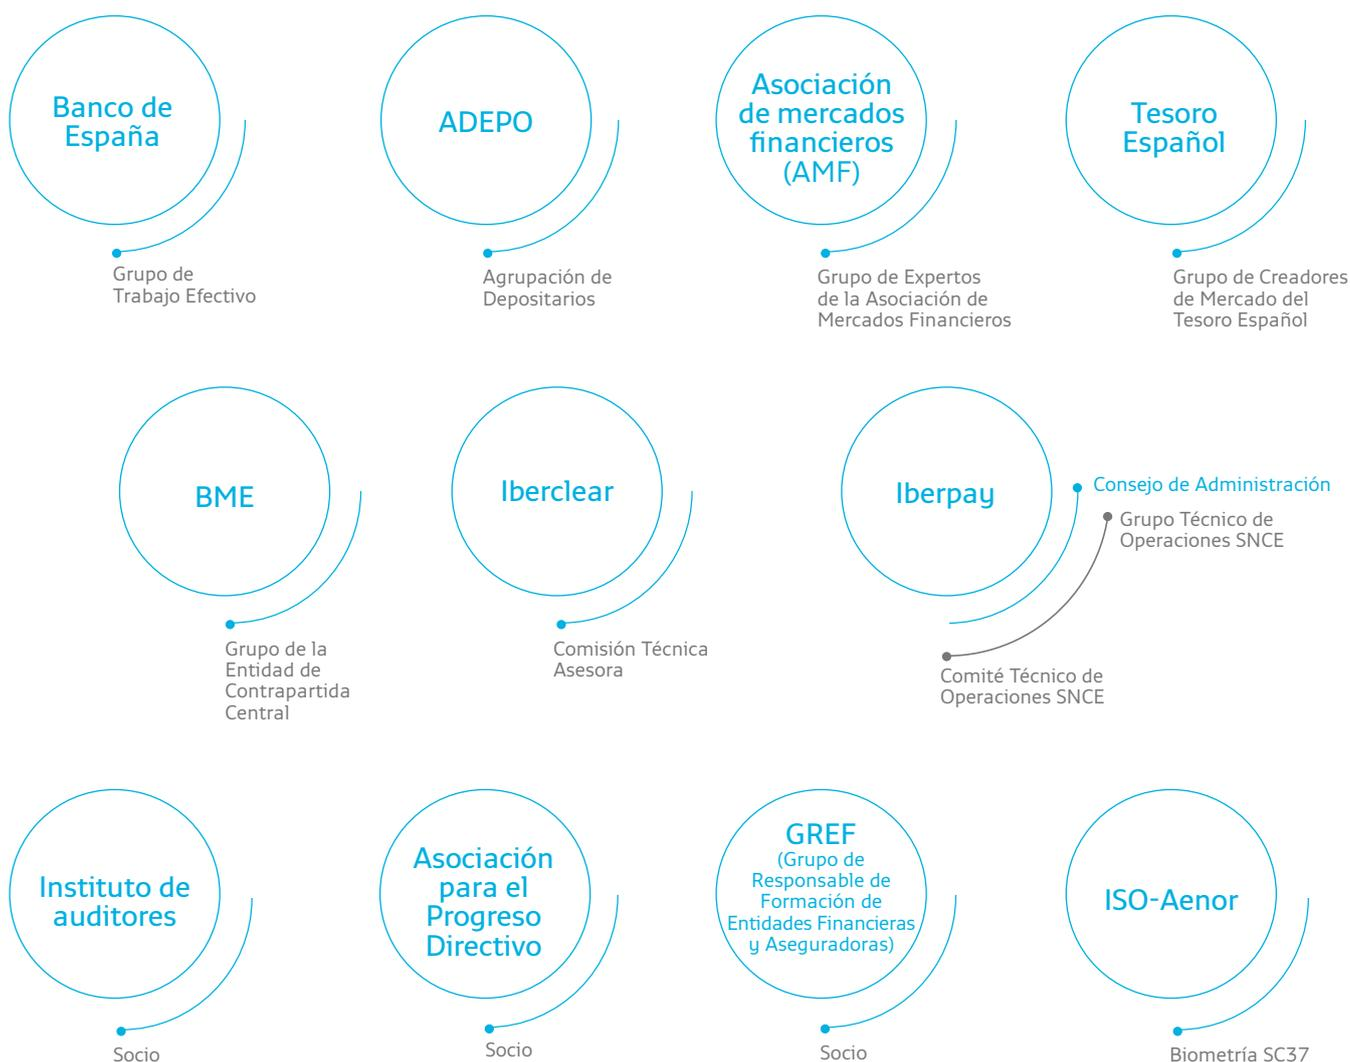 Banco de
España
Grupo de
Trabajo Efectivo
ADEPO
Agrupación de
Depositarios
Asociación
de mercados
financieros
(AMF)
Grupo de Expertos
de la Asociación de
Mercados Financieros
Tesoro
Español
Grupo de Creadores
de Mercado del
Tesoro Español
BME
Grupo de la
Entidad de
Contrapartida
Central
Iberclear
Comisión Técnica
Asesora
Iberpay
Consejo de Administración
Grupo Técnico de
Operaciones SNCE
Comité Técnico de
Operaciones SNCE
Instituto de
auditores
Socio
Asociación
para el
Progreso
Directivo
Socio
GREF
(Grupo de
Responsable de
Formación de
Entidades Financieras
y Aseguradoras)
Socio
ISO-Aenor
Biometría SC37